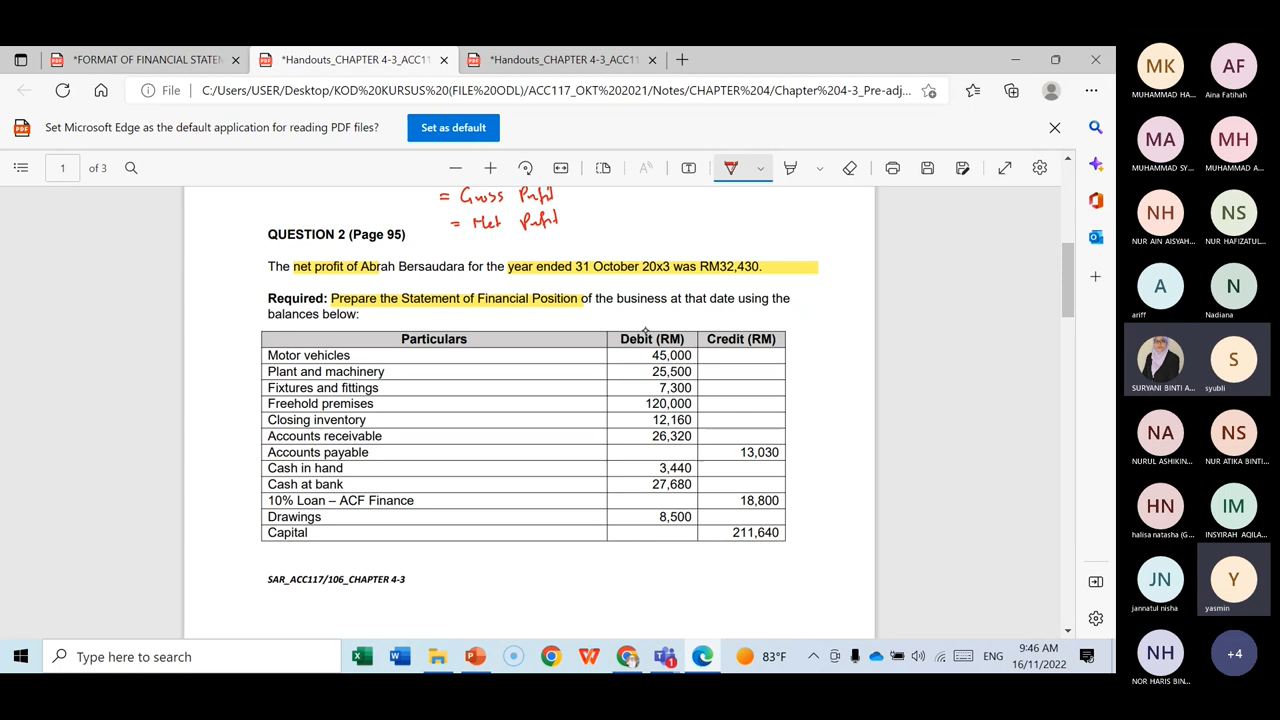 *FORMAT OF FINANCIAL STATEM
*Handouts_CHAPTER 4-3_ACC11
*Handouts_CHAPTER 4-3_ACC11
File
C:/Users/USER/Desktop/KOD%20KURSUS%20(FILE%20ODL)/ACC117_OKT%202021/Notes/CHAPTER%204/Chapter%204-3_Pre-adj...
Set Microsoft Edge as the default application for reading PDF files?
Set as default
1 of 3
= Gross Profit
= Net Profit
QUESTION 2 (Page 95)
The net profit of Abrah Bersaudara for the year ended 31 October 20x3 was RM32,430.
Required: Prepare the Statement of Financial Position of the business at that date using the
balances below:
Particulars Debit (RM) Credit (RM)
Motor vehicles 45,000
Plant and machinery 25,500
Fixtures and fittings 7,300
Freehold premises 120,000
Closing inventory 12,160
Accounts receivable 26,320
Accounts payable 13,030
Cash in hand 3,440
Cash at bank 27,680
10% Loan – ACF Finance 18,800
Drawings 8,500
Capital 211,640
SAR_ACC117/106_CHAPTER 4-3
Type here to search
83°F
ENG
9:46 AM
16/11/2022
MK
MUHAMMAD HA...
AF
Aina Fatihah
MA
MUHAMMAD SY...
MH
MUHAMMAD A...
NH
NUR AIN AISYAH...
NS
NUR HAFIZATUL...
A
ariff
N
Nadiana
SURYANI BINTI A...
S
syubli
NA
NURUL ASHIKIN...
NS
NUR ATIKA BINTI...
HN
halisa natasha (G...
IM
INSYIRAH AQILA...
JN
jannatul nisha
Y
yasmin
NH
NOR HARIS BIN...
+4